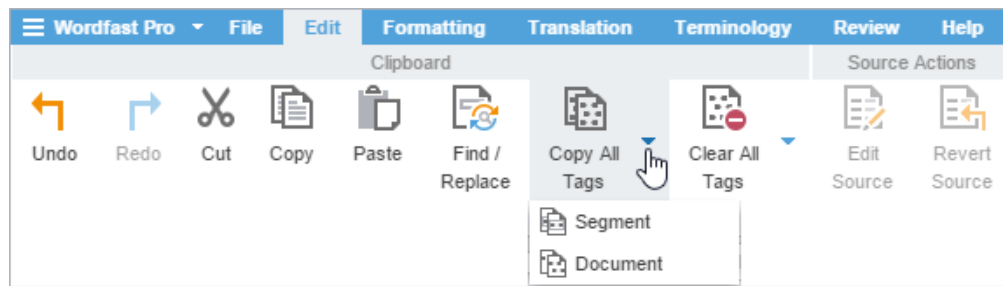 Wordfast Pro File Edit Formatting Translation Terminology Review Help
Clipboard Source Actions
Undo Redo Cut Copy Paste Find / Copy All Clear All Edit Revert
Replace Tags Tags Source Source
Segment
Document